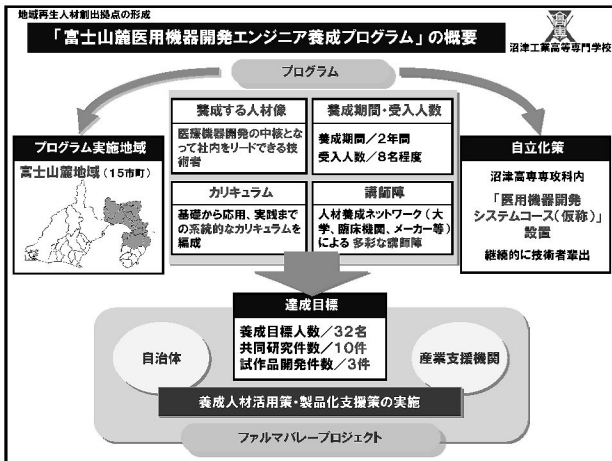 地域再生人材創出拠点の形成
「富士山麓医用機器開発エンジニア養成プログラム」の概要
沼津工業高等専門学校
プログラム
養成する人材像
医療機器開発の中核となって社内をリードできる技術者
養成期間・受入人数
養成期間／2年間
受入人数／8名程度
プログラム実施地域
富士山麓地域（15市町）
カリキュラム
基礎から応用、実践までの系統的なカリキュラムを編成
講師陣
人材養成ネットワーク（大学、臨床機関、メーカー等）による多彩な講師陣
自立化策
沼津高専専攻科内
「医用機器開発
システムコース（仮称）」
設置
継続的に技術者輩出
達成目標
養成目標人数／32名
共同研究件数／10件
試作品開発件数／3件
自治体
産業支援機関
養成人材活用策・製品化支援策の実施
ファルマバレープロジェクト